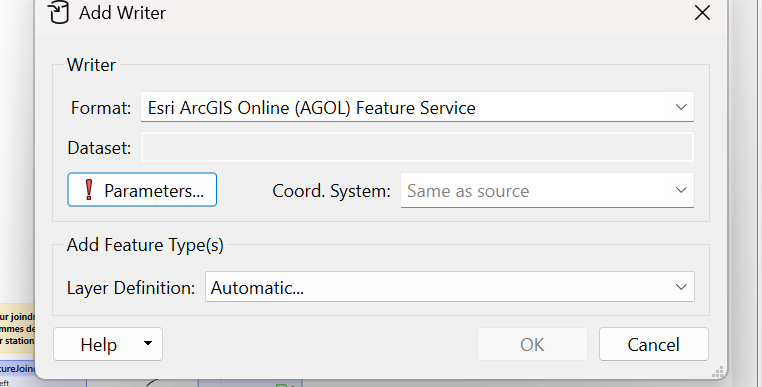 Add Writer
Writer
Format: Esri ArcGIS Online (AGOL) Feature Service
Dataset:
Parameters... Coord. System: Same as source
Add Feature Type(s)
Layer Definition: Automatic...
Help OK Cancel
ur joindr
mmes de
r station
tureJoin
eft